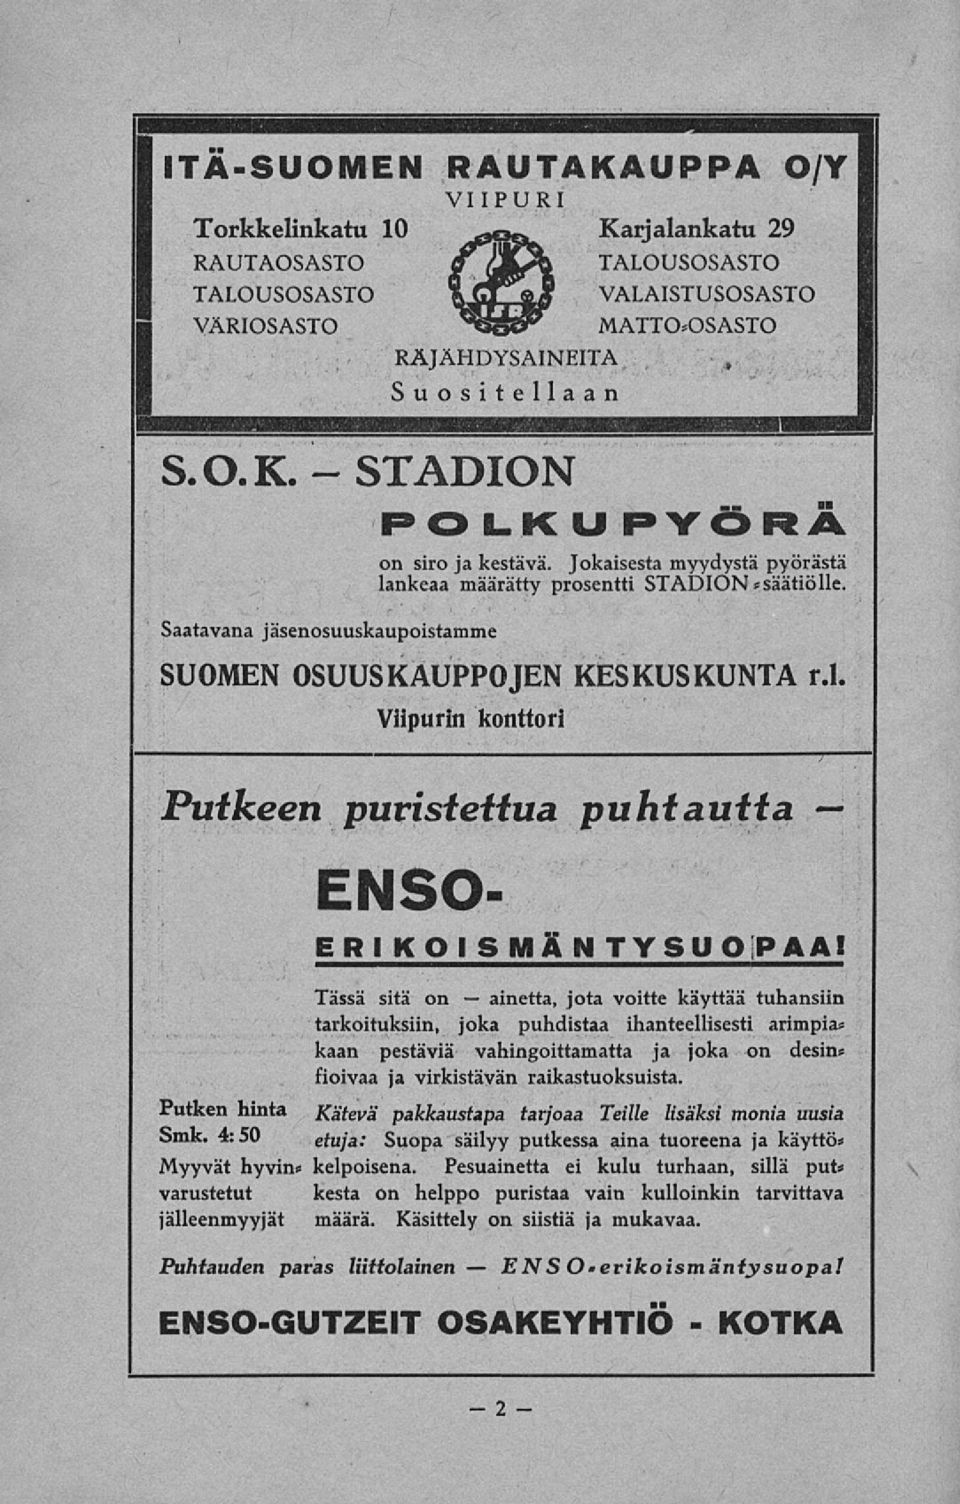 ITÄ-SUOMEN RAUTAKAUPPA O/Y
VIIPURI
Torkkelinkatu 10
RAUTAOSASTO
TALOUSOSASTO
VÄRIOSASTO
ISR
Karjalankatu 29
TALOUSOSASTO
VALAISTUSOSASTO
MATTO-OSASTO
RÄJÄHDYSAINEITA
Suositellaan
S.O.K. – STADION
POLKUPYÖRÄ
on siro ja kestävä. Jokaisesta myydystä pyörästä
lankeaa määrätty prosentti STADION-säätiölle.
Saatavana jäsenosuuskaupoistamme
SUOMEN OSUUSKAUPPOJEN KESKUSKUNTA r.l.
Viipurin konttori
Putkeen puristettua puhtautta –
ENSO-
ERIKOISMÄNTYSUOPAA!
Tässä sitä on — ainetta, jota voitte käyttää tuhansiin
tarkoituksiin, joka puhdistaa ihanteellisesti arimpia-
kaan pestäviä vahingoittamatta ja joka on desin-
fioivaa ja virkistävän raikastuoksuista.
Putken hinta
Smk. 4:50
Myyvät hyvin-
varustetut
jälleenmyyjät
Kätevä pakkaustapa tarjoaa Teille lisäksi monia uusia
etuja: Suopa säilyy putkessa aina tuoreena ja käyttö-
kelpoisena. Pesuainetta ei kulu turhaan, sillä put-
kesta on helppo puristaa vain kulloinkin tarvittava
määrä. Käsittely on siistiä ja mukavaa.
Puhtauden paras liittolainen — ENSO-erikoismäntysuopa!
ENSO-GUTZEIT OSAKEYHTIÖ - KOTKA
– 2 –